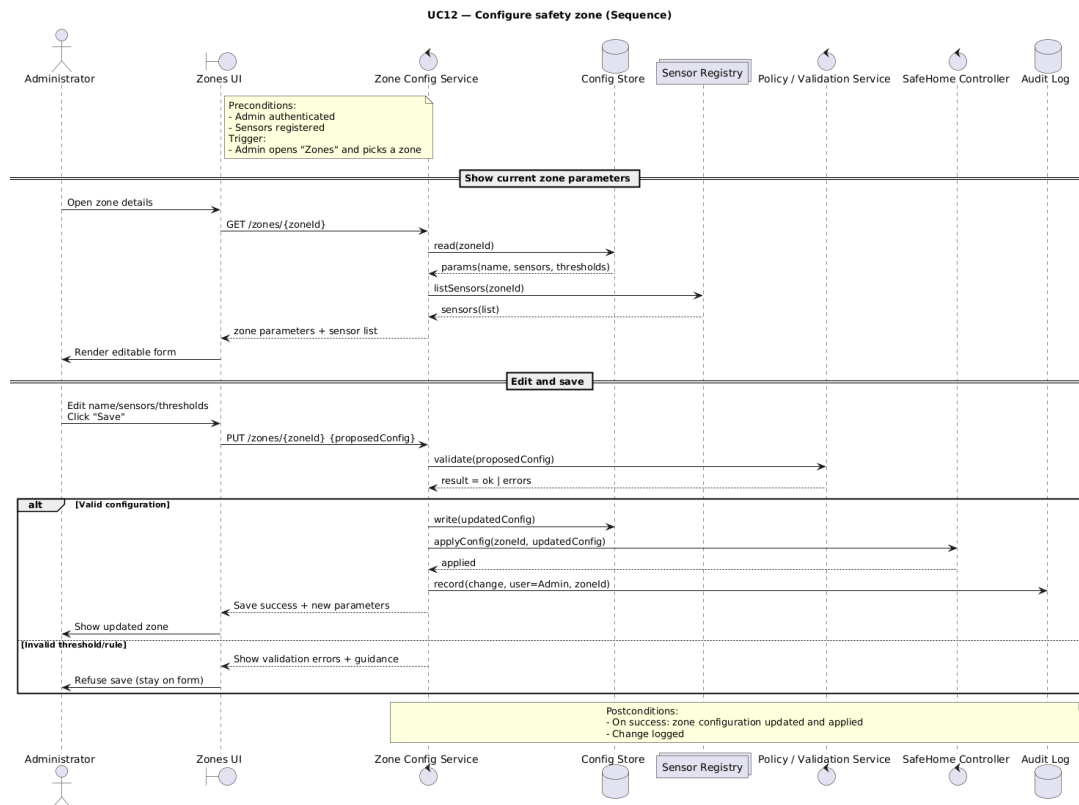 UC12 — Configure safety zone (Sequence)
Administrator
Zones UI
Zone Config Service
Config Store
Sensor Registry
Policy / Validation Service
SafeHome Controller
Audit Log
Preconditions:
- Admin authenticated
- Sensors registered
Trigger:
- Admin opens "Zones" and picks a zone
Show current zone parameters
Open zone details
GET /zones/{zoneId}
read(zoneId)
params(name, sensors, thresholds)
listSensors(zoneId)
sensors(list)
zone parameters + sensor list
Render editable form
Edit and save
Edit name/sensors/thresholds
Click "Save"
PUT /zones/{zoneId} {proposedConfig}
validate(proposedConfig)
result = ok | errors
alt
[Valid configuration]
write(updatedConfig)
applyConfig(zoneId, updatedConfig)
applied
record(change, user=Admin, zoneId)
Save success + new parameters
Show updated zone
[Invalid threshold/rule]
Show validation errors + guidance
Refuse save (stay on form)
Postconditions:
- On success: zone configuration updated and applied
- Change logged
Administrator
Zones UI
Zone Config Service
Config Store
Sensor Registry
Policy / Validation Service
SafeHome Controller
Audit Log